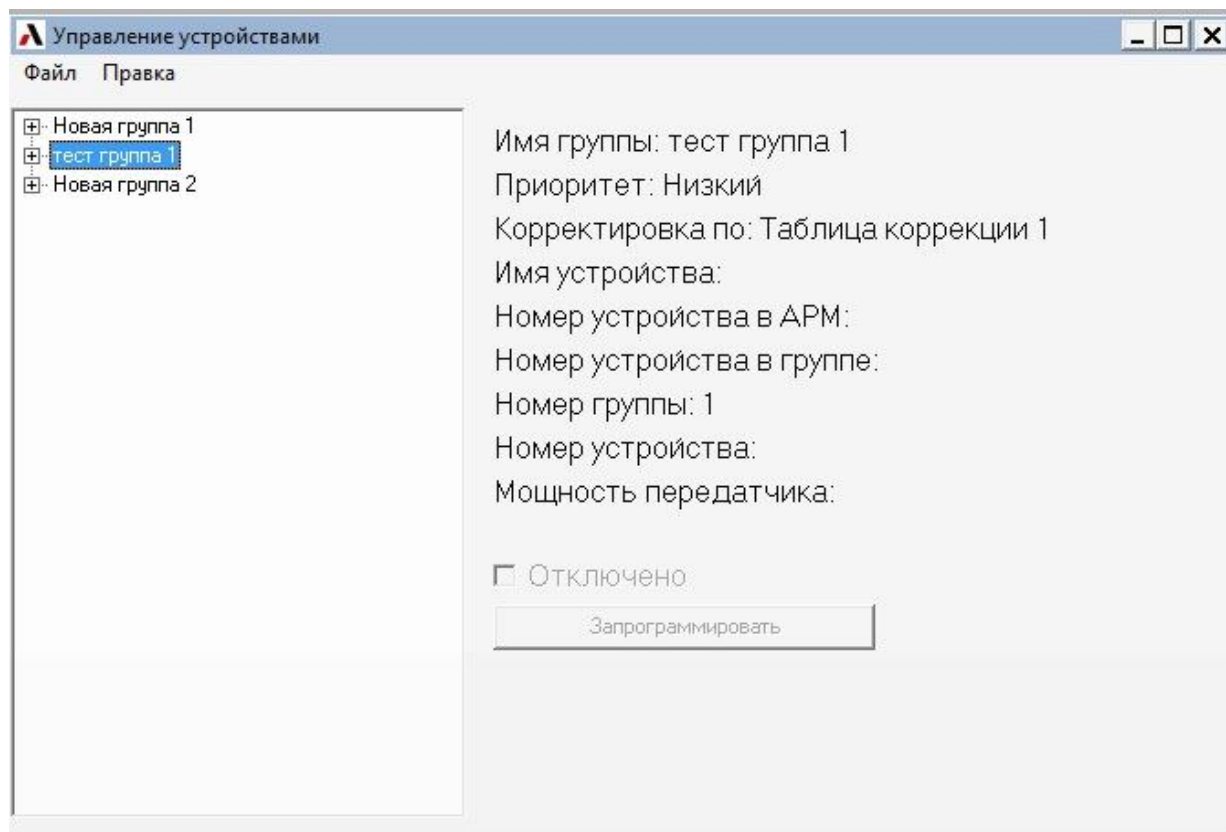 Управление устройствами
Файл Правка
Новая группа 1
тест группа 1
Новая группа 2
Имя группы: тест группа 1
Приоритет: Низкий
Корректировка по: Таблица коррекции 1
Имя устройства:
Номер устройства в АРМ:
Номер устройства в группе:
Номер группы: 1
Номер устройства:
Мощность передатчика:
Отключено
Запрограммировать